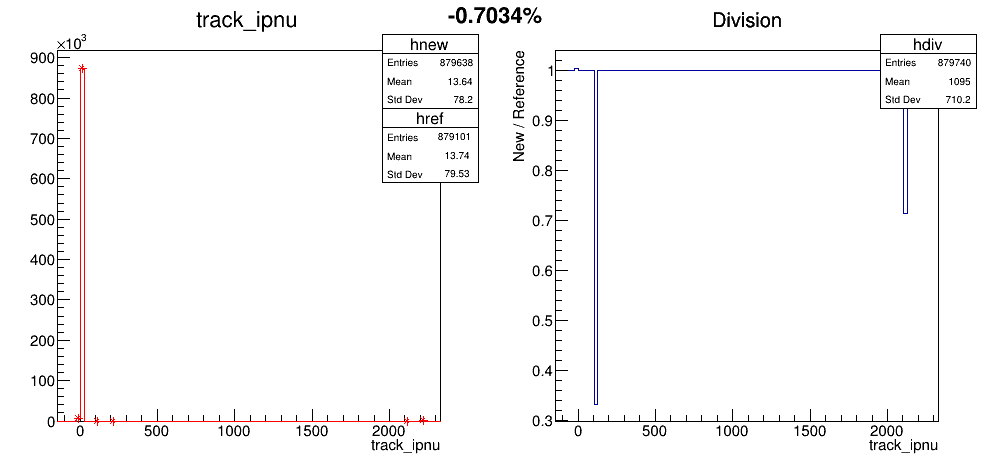 -0.7034%
track_ipnu
×10³
900
800
700
600
500
400
300
200
100
0
0 500 1000 1500 2000
track_ipnu
hnew
Entries 879638
Mean 13.64
Std Dev 78.2
href
Entries 879101
Mean 13.74
Std Dev 79.53
Division
New / Reference
1
0.9
0.8
0.7
0.6
0.5
0.4
0.3
0 500 1000 1500 2000
track_ipnu
hdiv
Entries 879740
Mean 1095
Std Dev 710.2